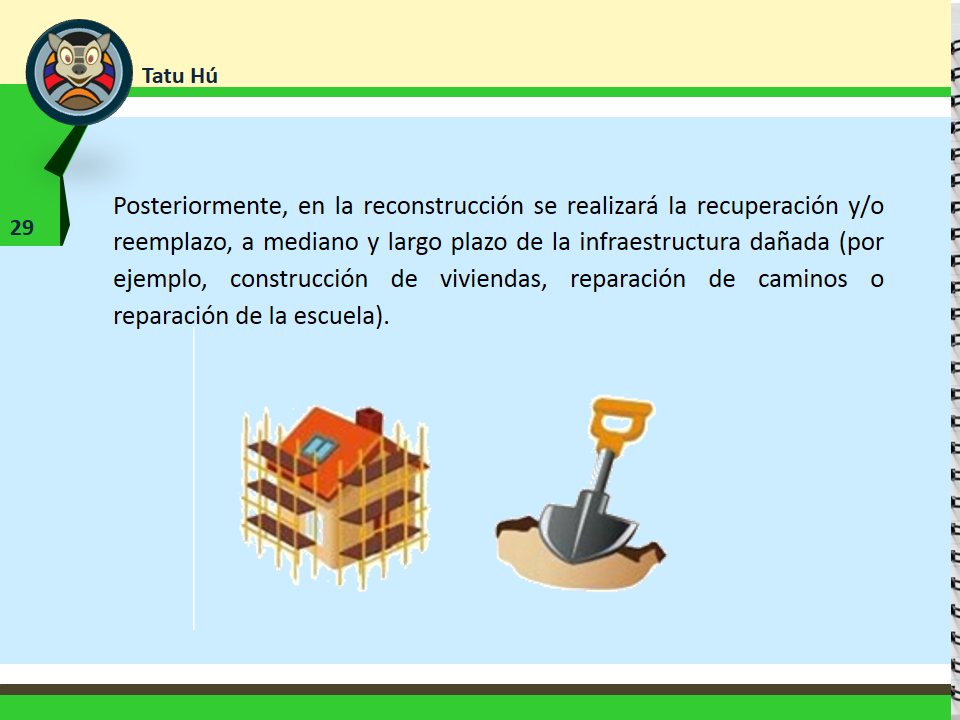 Tatu Hú
29
Posteriormente, en la reconstrucción se realizará la recuperación y/o
reemplazo, a mediano y largo plazo de la infraestructura dañada (por
ejemplo, construcción de viviendas, reparación de caminos o
reparación de la escuela).